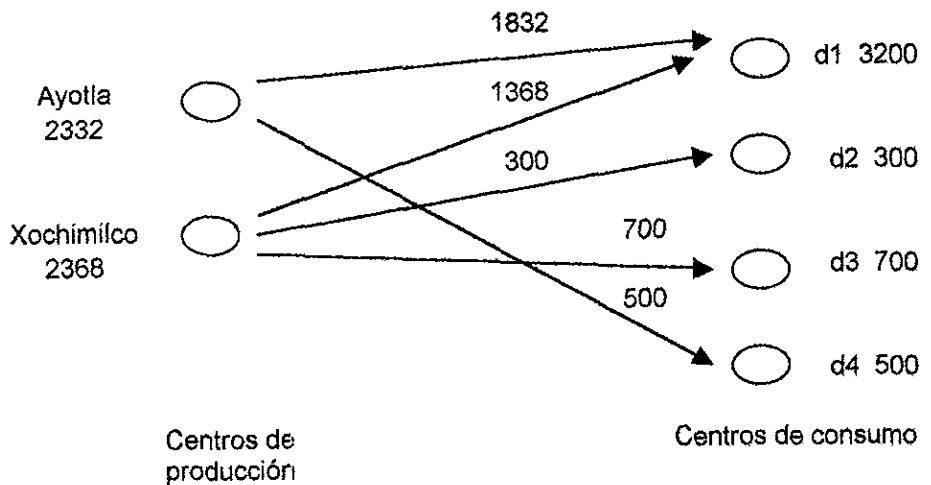 1832
d1 3200
Ayotla
2332
1368
300
d2 300
Xochimilco
2368
700
d3 700
500
d4 500
Centros de
producción
Centros de consumo